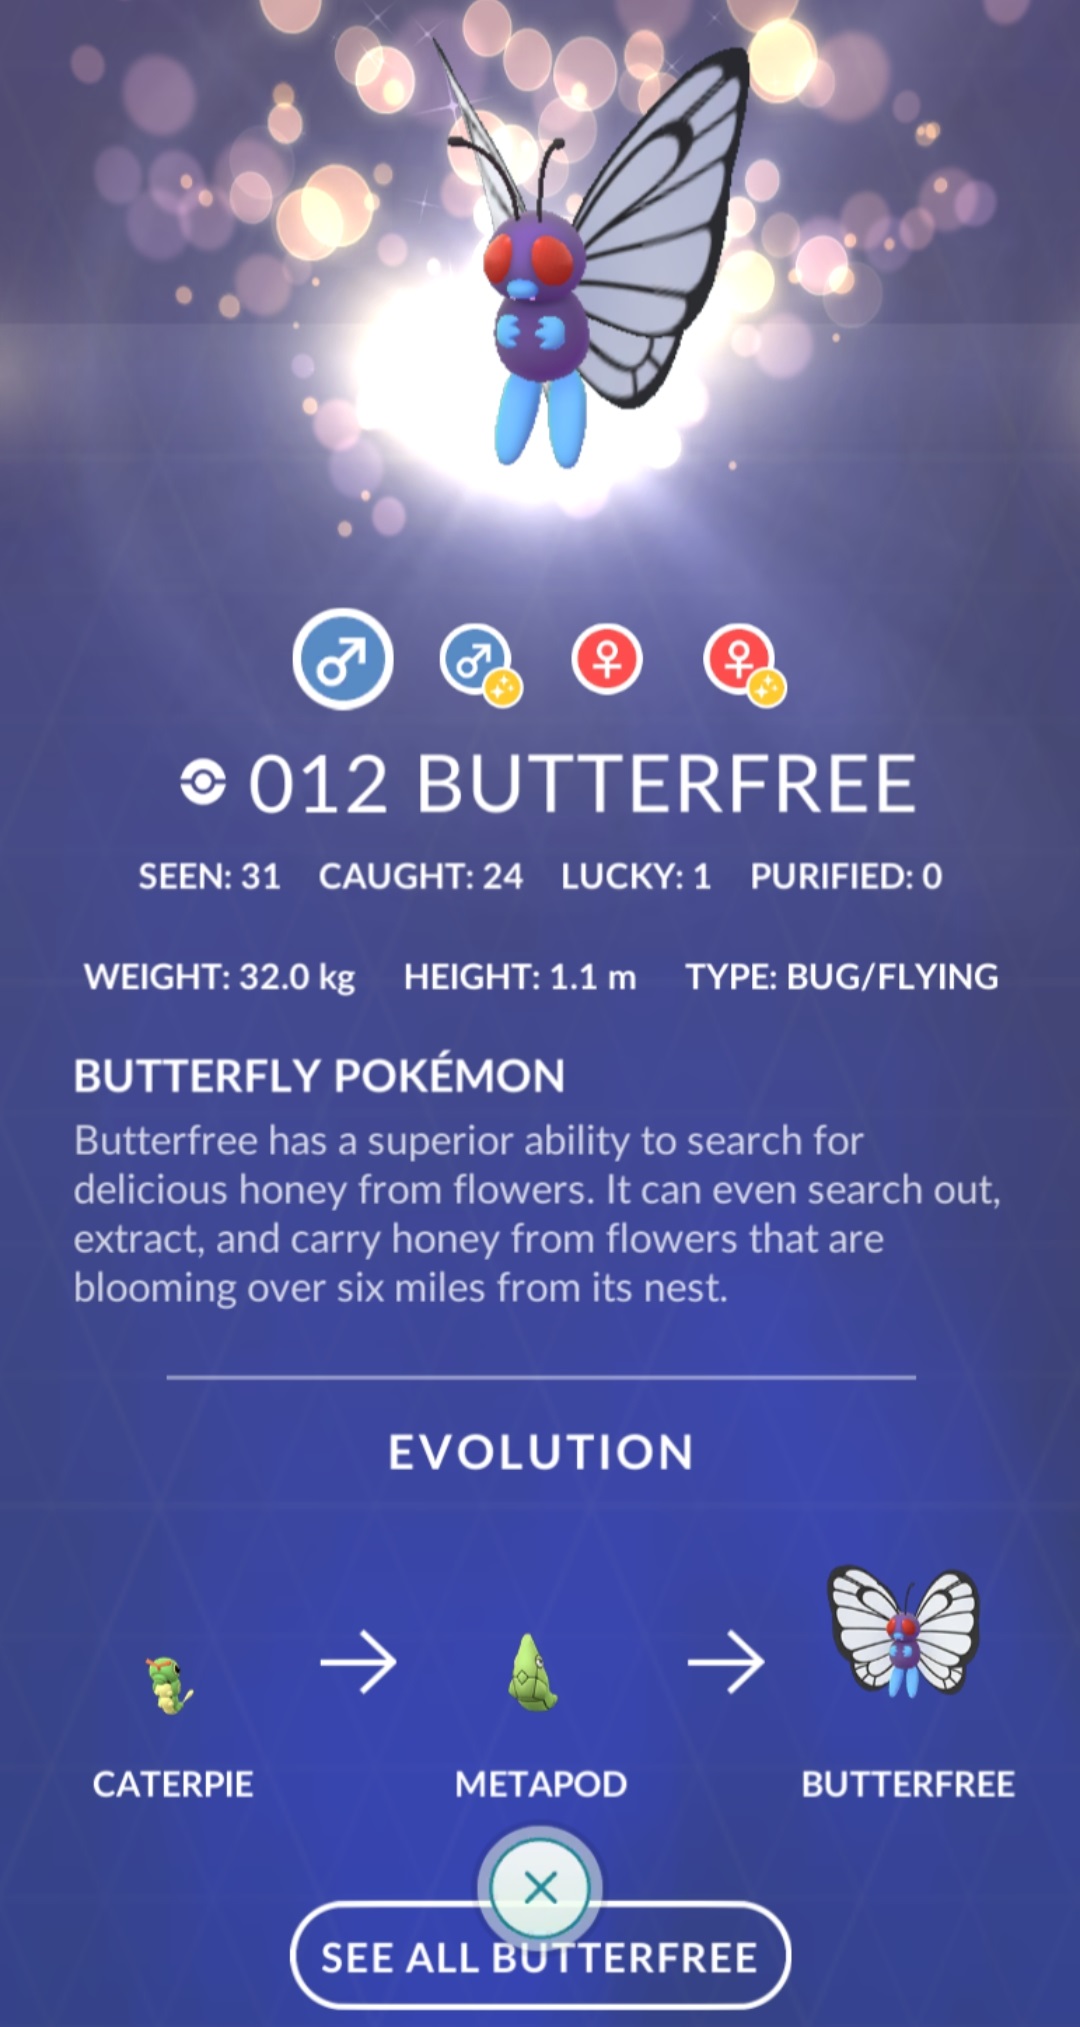 012 BUTTERFREE
SEEN: 31 CAUGHT: 24 LUCKY: 1 PURIFIED: 0
WEIGHT: 32.0 kg HEIGHT: 1.1 m TYPE: BUG/FLYING
BUTTERFLY POKÉMON
Butterfree has a superior ability to search for
delicious honey from flowers. It can even search out,
extract, and carry honey from flowers that are
blooming over six miles from its nest.
EVOLUTION
CATERPIE METAPOD BUTTERFREE
SEE ALL BUTTERFREE